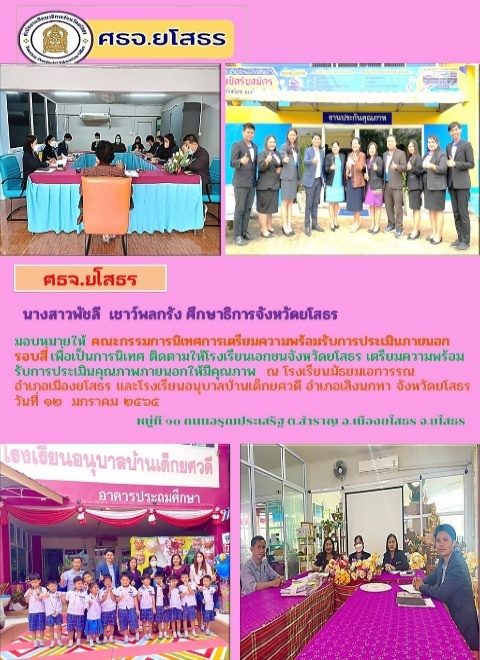 ศธจ.ยโสธร
งานประกันคุณภาพ
ศธจ.ยโสธร
นางสาวพัชลี เชาว์พลกรัง ศึกษาธิการจังหวัดยโสธร
มอบหมายให้ คณะกรรมการนิเทศการเตรียมความพร้อมรับการประเมินภายนอก
รอบสี่ เพื่อเป็นการนิเทศ ติดตามให้โรงเรียนเอกชนจังหวัดยโสธร เตรียมความพร้อม
รับการประเมินคุณภาพภายนอกให้มีคุณภาพ ณ โรงเรียนมัธยมเอกวรรณ
อำเภอเมืองยโสธร และโรงเรียนอนุบาลบ้านเด็กยศวดี อำเภอเลิงนกทา จังหวัดยโสธร
วันที่ ๑๒ มกราคม ๒๕๖๕
หมู่ที่ ๑๐ ถนนอรุณประเสริฐ ต.สำราญ อ.เมืองยโสธร จ.ยโสธร
โรงเรียนอนุบาลบ้านเด็กยศวดี
อาคารประถมศึกษา